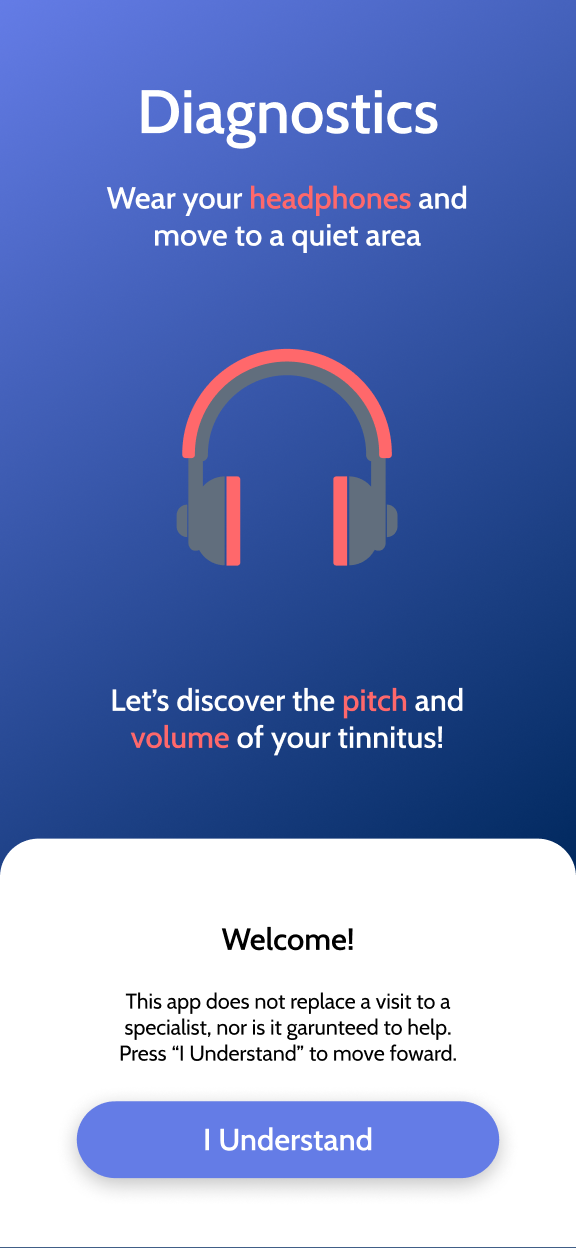 Diagnostics
Wear your headphones and
move to a quiet area
Let’s discover the pitch and
volume of your tinnitus!
Welcome!
This app does not replace a visit to a
specialist, nor is it garunteed to help.
Press “I Understand” to move foward.
I Understand